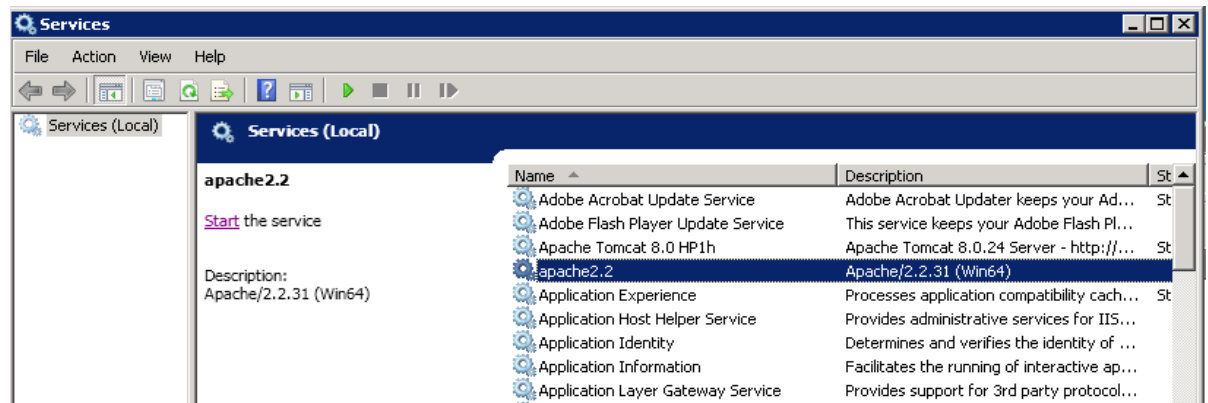 Services
File Action View Help
Services (Local)
Services (Local)
apache2.2
Start the service
Description:
Apache/2.2.31 (Win64)
Name Description St
Adobe Acrobat Update Service Adobe Acrobat Updater keeps your Ad... St
Adobe Flash Player Update Service This service keeps your Adobe Flash Pl...
Apache Tomcat 8.0 HP1h Apache Tomcat 8.0.24 Server - http://... St
apache2.2 Apache/2.2.31 (Win64)
Application Experience Processes application compatibility cach... St
Application Host Helper Service Provides administrative services for IIS...
Application Identity Determines and verifies the identity of ...
Application Information Facilitates the running of interactive ap...
Application Layer Gateway Service Provides support for 3rd party protocol...